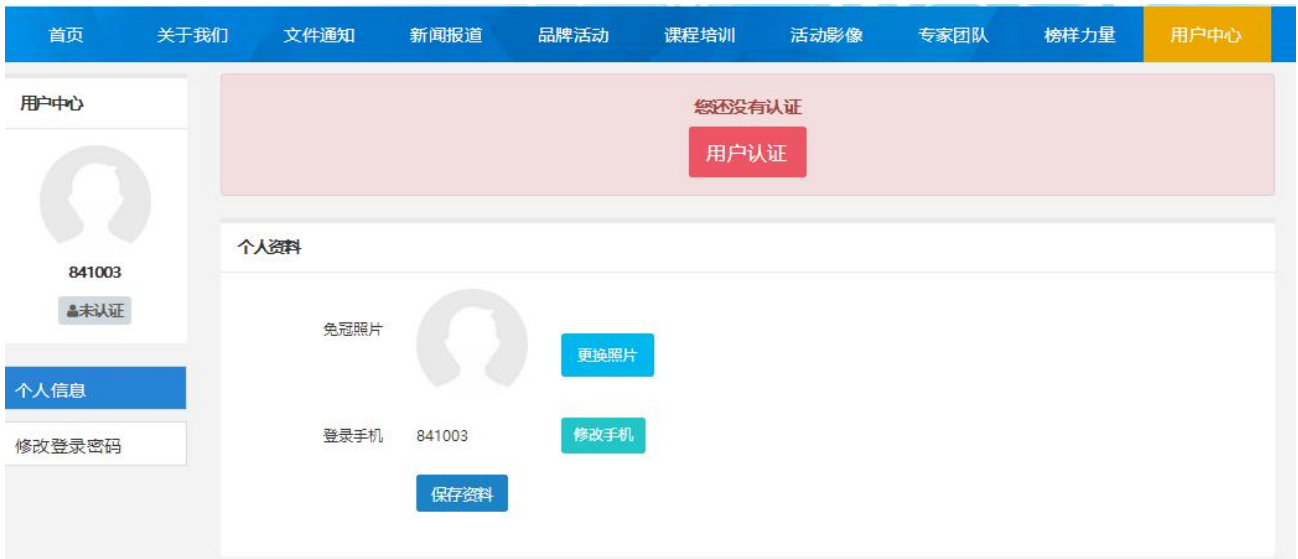 首页 关于我们 文件通知 新闻报道 品牌活动 课程培训 活动影像 专家团队 榜样力量 用户中心
用户中心
841003
未认证
个人信息
修改登录密码
您还没有认证
用户认证
个人资料
免冠照片
更换照片
登录手机 841003 修改手机
保存资料